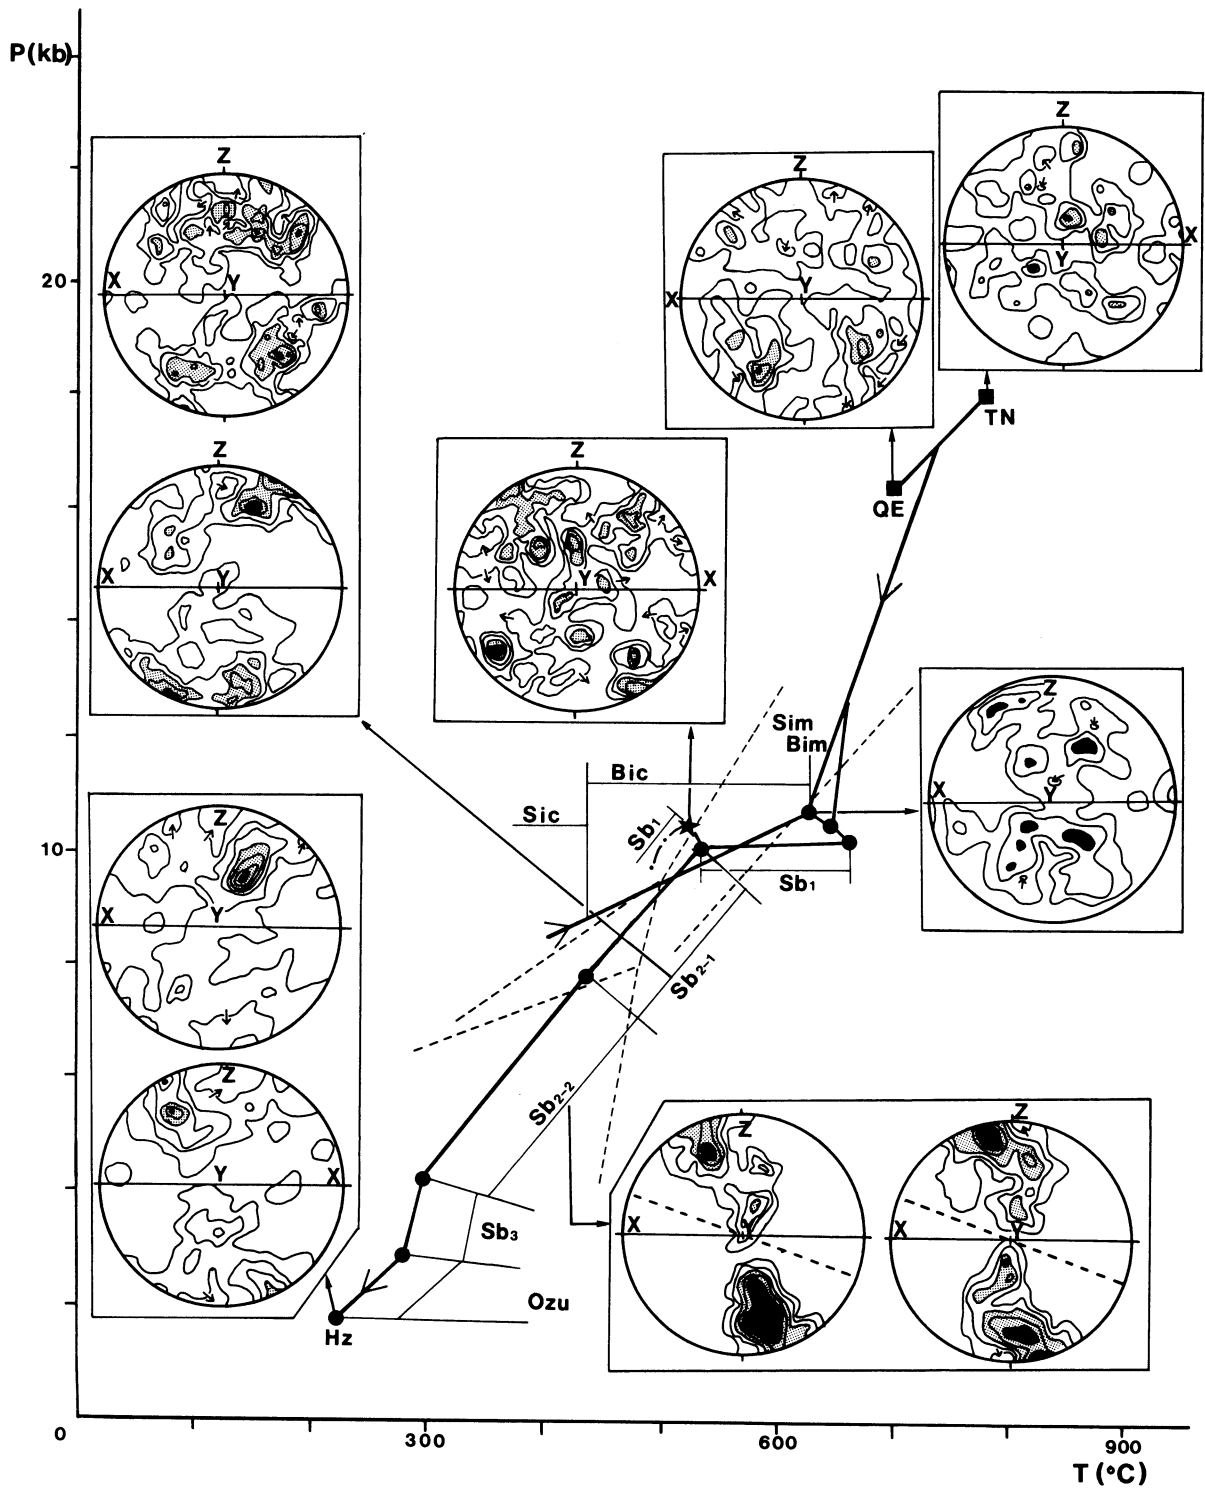 P(kb)
Z
Z
Z
X
X
Y
20
X
Y
Y
TN
QE
Z
Z
X
Y
X
Y
Sim
Bim
Z
Bic
Sic
Sb1
X
Y
10
Z
Sb1
X
Y
Sb2-1
Z
Sb2-2
Z
Z
Y
X
X
Y
X
Y
Sb3
Ozu
Hz
0
300
600
900
T (°C)